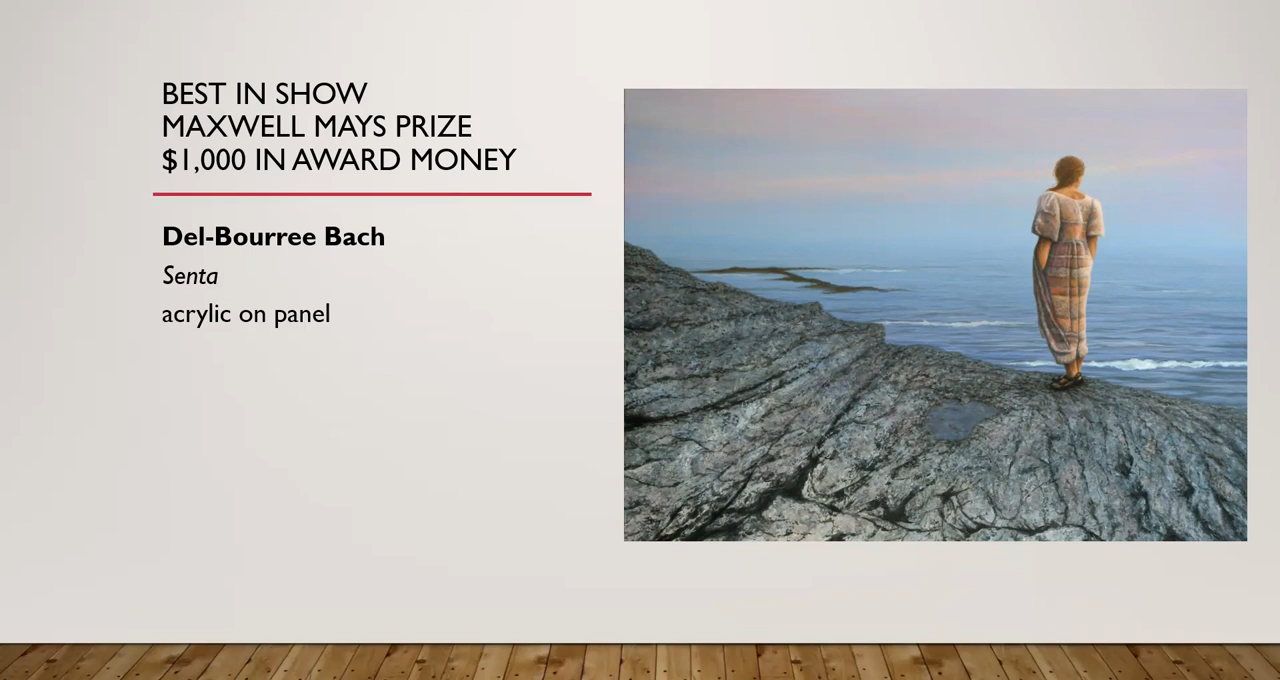 BEST IN SHOW
MAXWELL MAYS PRIZE
$1,000 IN AWARD MONEY
Del-Bourree Bach
Senta
acrylic on panel